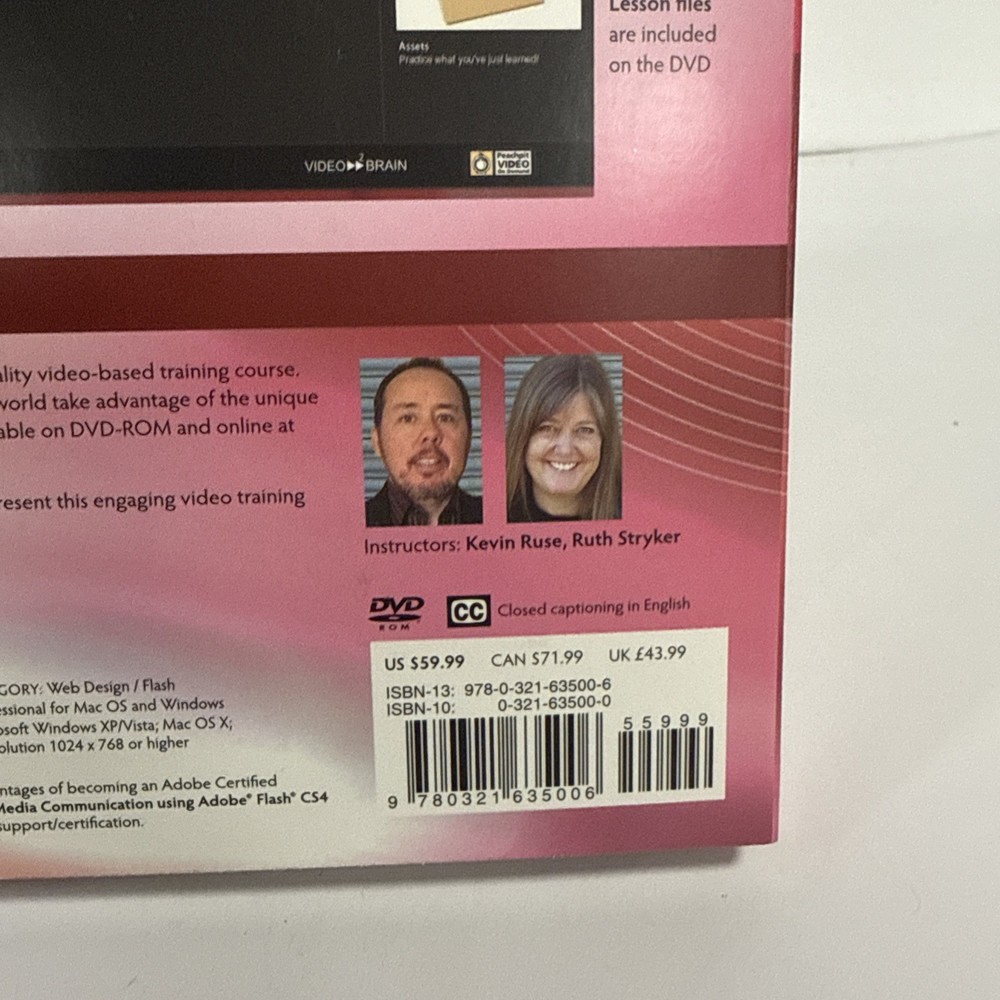 Lesson files
are included
on the DVD
Assets
Practice what you've just learned!
VIDEO2BRAIN
Peachpit
VIDEO
On Demand
ality video-based training course.
world take advantage of the unique
able on DVD-ROM and online at
resent this engaging video training
Instructors: Kevin Ruse, Ruth Stryker
DVD
ROM
CC Closed captioning in English
US $59.99 CAN $71.99 UK £43.99
ISBN-13: 978-0-321-63500-6
ISBN-10: 0-321-63500-0
55999
9 780321 635006
GORY: Web Design / Flash
essional for Mac OS and Windows
osoft Windows XP/Vista; Mac OS X;
olution 1024 x 768 or higher
ntages of becoming an Adobe Certified
Media Communication using Adobe® Flash® CS4
support/certification.